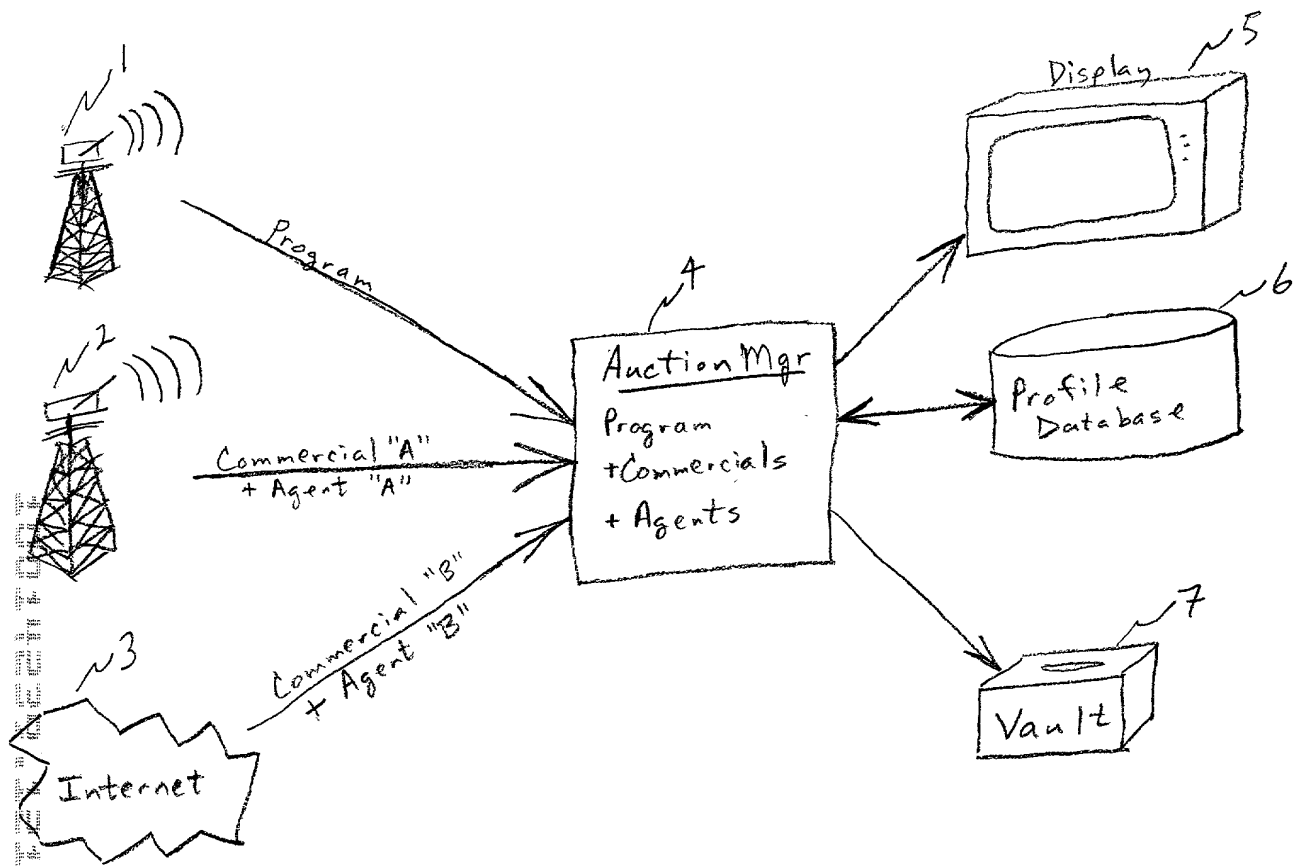 1
5
Display
Program
4
6
2
Auction Mgr
Program
+Commercials
+ Agents
Profile
Database
Commercial "A"
+ Agent "A"
Commercial "B"
+ Agent "B"
7
3
Vault
Internet